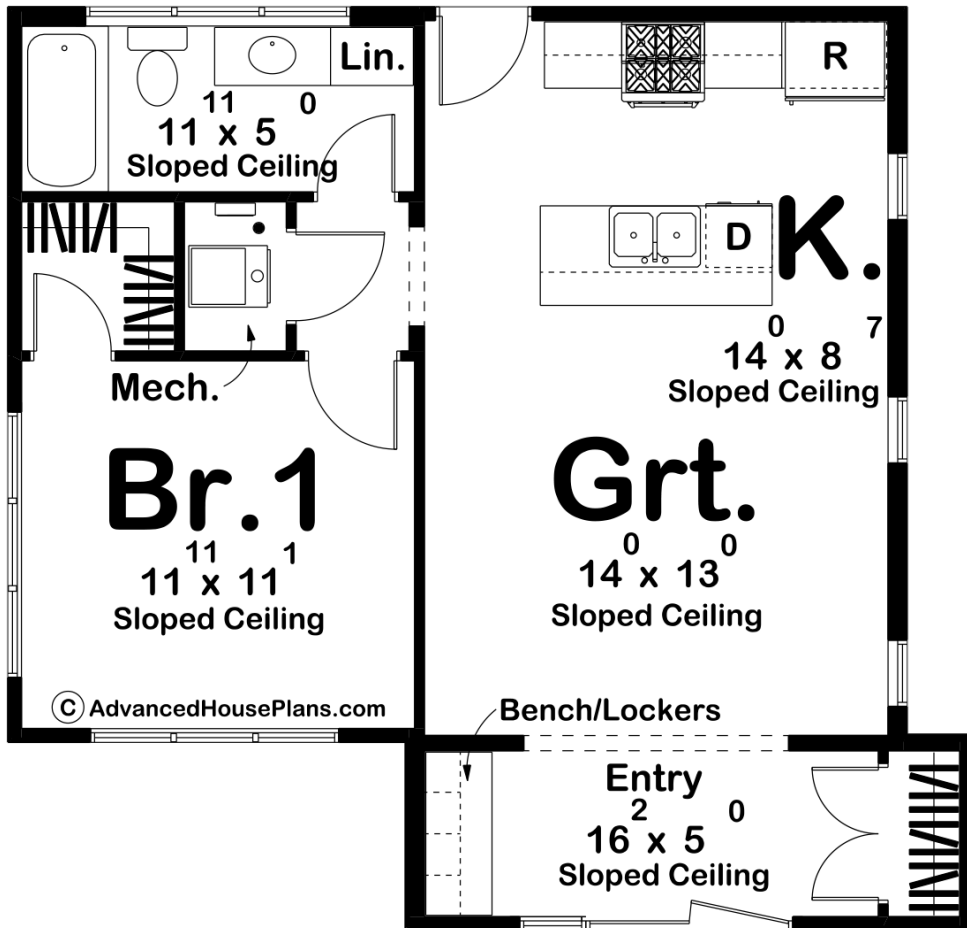 Lin.
R
11 0
11 x 5
Sloped Ceiling
D
K.
0 7
14 x 8
Sloped Ceiling
Mech.
Br.1
11 1
11 x 11
Sloped Ceiling
Grt.
0 0
14 x 13
Sloped Ceiling
C AdvancedHousePlans.com
Bench/Lockers
Entry
2 0
16 x 5
Sloped Ceiling